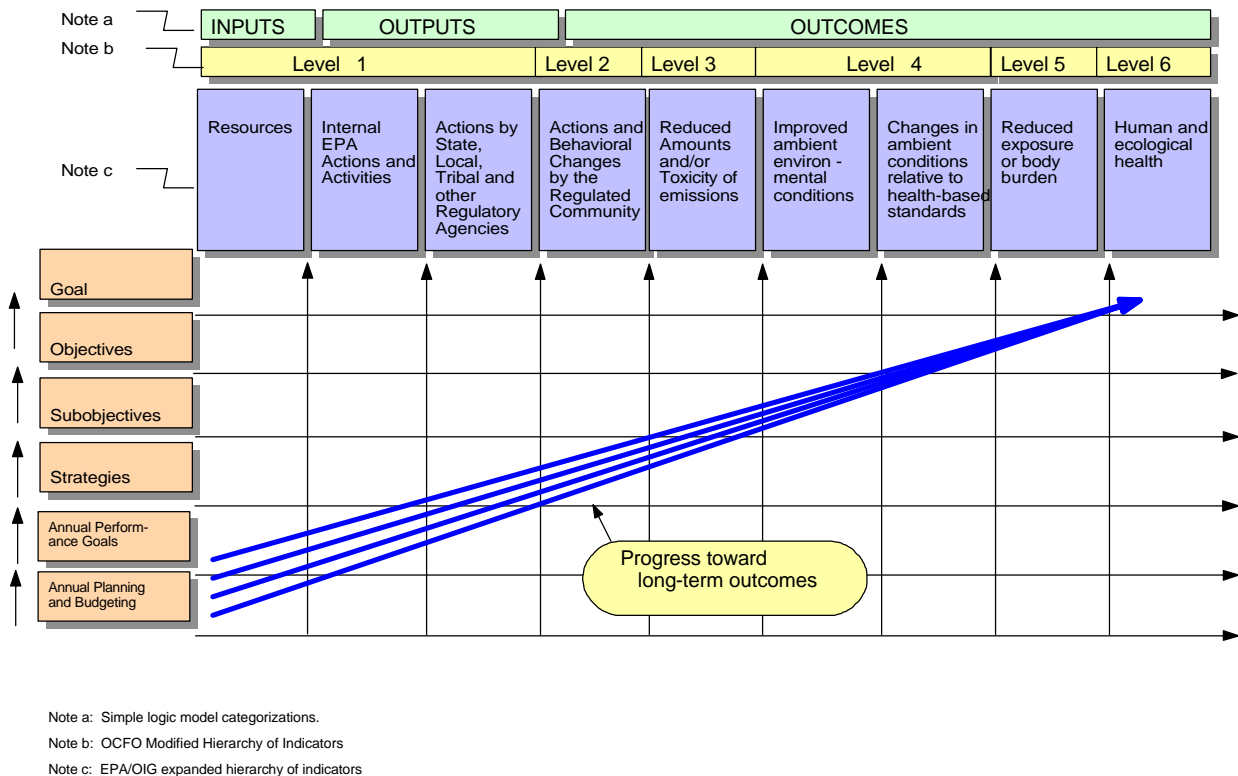 Note a
INPUTS
OUTPUTS
OUTCOMES
Note b
Level 1
Level 2
Level 3
Level 4
Level 5
Level 6
Note c
Resources
Internal
EPA
Actions and
Activities
Actions by
State,
Local,
Tribal and
other
Regulatory
Agencies
Actions and
Behavioral
Changes
by the
Regulated
Community
Reduced
Amounts
and/or
Toxicity of
emissions
Improved
ambient
environ -
mental
conditions
Changes in
ambient
conditions
relative to
health-based
standards
Reduced
exposure
or body
burden
Human and
ecological
health
Goal
Objectives
Subobjectives
Strategies
Annual Perform-
ance Goals
Annual Planning
and Budgeting
Progress toward
long-term outcomes
Note a: Simple logic model categorizations.
Note b: OCFO Modified Hierarchy of Indicators
Note c: EPA/OIG expanded hierarchy of indicators